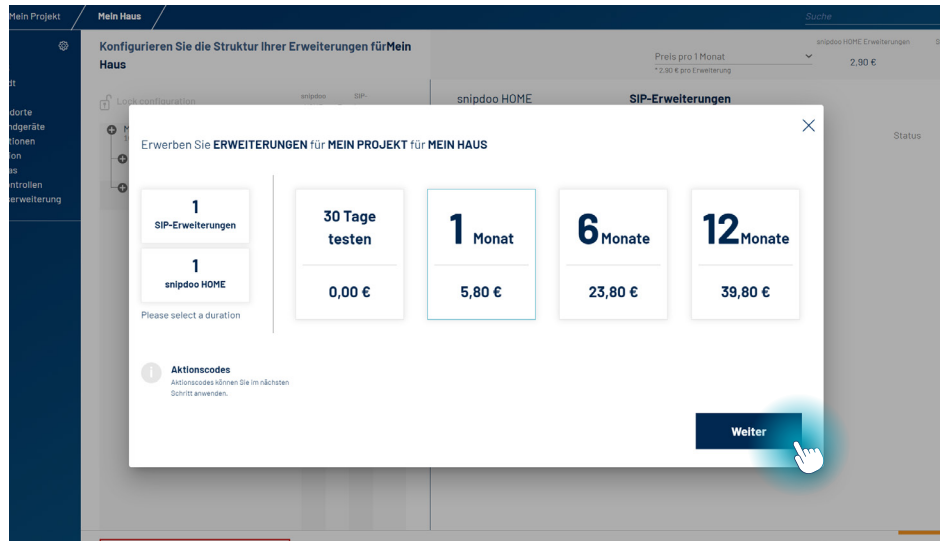 Mein Projekt
Mein Haus
Suche
Konfigurieren Sie die Struktur Ihrer Erweiterungen fürMein
Haus
Preis pro 1 Monat
* 2,90 € pro Erweiterung
snipdoo HOME Erweiterungen
2,90 €
dorte
ndgeräte
tionen
ion
ontrollen
erweiterung
Lock configuration
snipdoo
SIP-
snipdoo HOME
SIP-Erweiterungen
Status
Erwerben Sie ERWEITERUNGEN für MEIN PROJEKT für MEIN HAUS
1
SIP-Erweiterungen
1
snipdoo HOME
Please select a duration
30 Tage
testen
0,00 €
1 Monat
5,80 €
6 Monate
23,80 €
12 Monate
39,80 €
Aktionscodes
Aktionscodes können Sie im nächsten
Schritt anwenden.
Weiter